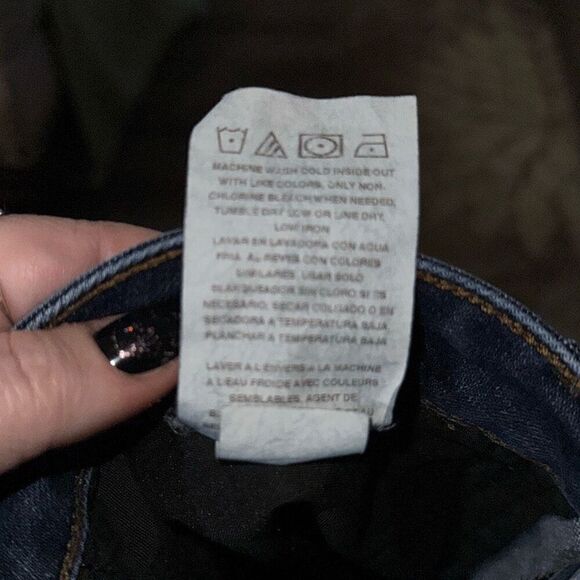 MACHINE WASH COLD INSIDE OUT
WITH LIKE COLORS, ONLY NON-
CHLORINE BLEACH WHEN NEEDED,
TUMBLE DRY LOW OR LINE DRY,
LOW IRON
LAVAR EN LAVADORA CON AGUA
FRIA AL REVES CON COLORES
SIMILARES. USAR SOLO
BLANQUEADOR SIN CLORO SI ES
NECESARIO, SECAR COLGADO O EN
SECADORA A TEMPERATURA BAJA,
PLANCHAR A TEMPERATURA BAJA
LAVER A L'ENVERS A LA MACHINE
A L'EAU FROIDE AVEC COULEURS
SEMBLABLES, AGENT DE